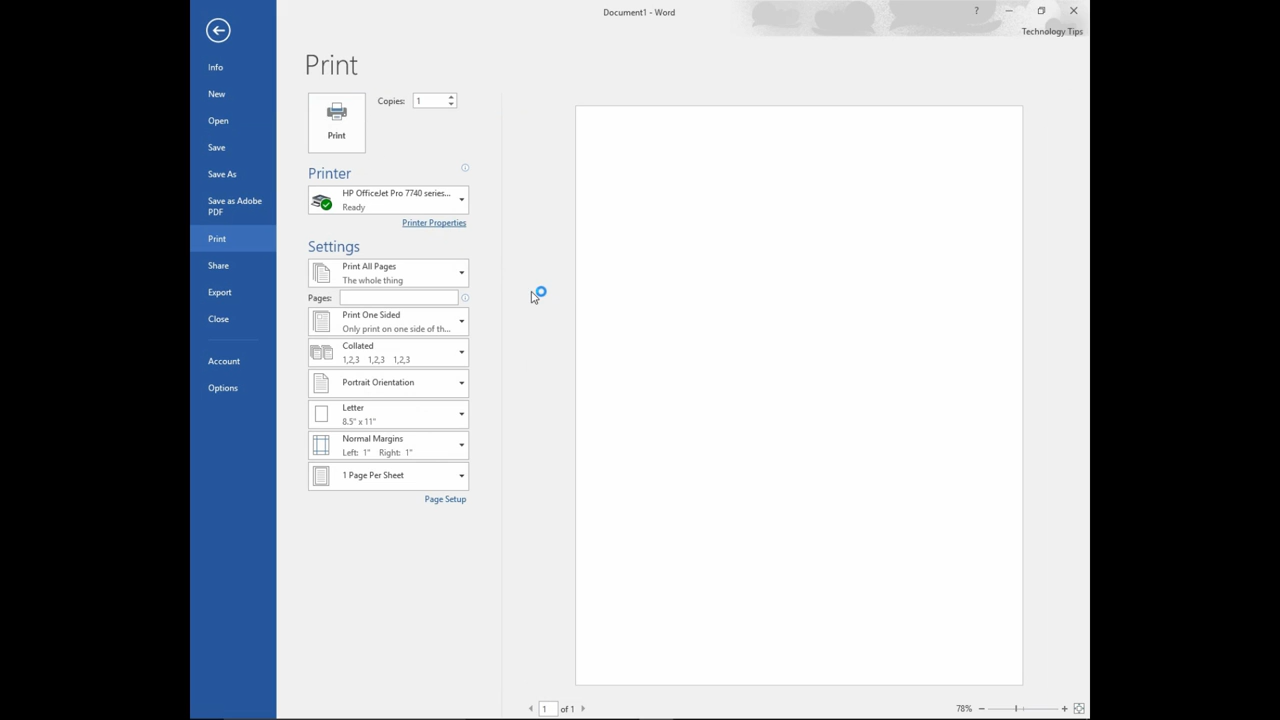 Document1 - Word
?
Technology Tips
Info
New
Open
Save
Save As
Save as Adobe
PDF
Print
Share
Export
Close
Account
Options
Print
Print
Copies: 1
Printer
HP OfficeJet Pro 7740 series...
Ready
Printer Properties
Settings
Print All Pages
The whole thing
Pages:
Print One Sided
Only print on one side of th...
Collated
1,2,3 1,2,3 1,2,3
Portrait Orientation
Letter
8.5" x 11"
Normal Margins
Left: 1" Right: 1"
1 Page Per Sheet
Page Setup
1 of 1
78%